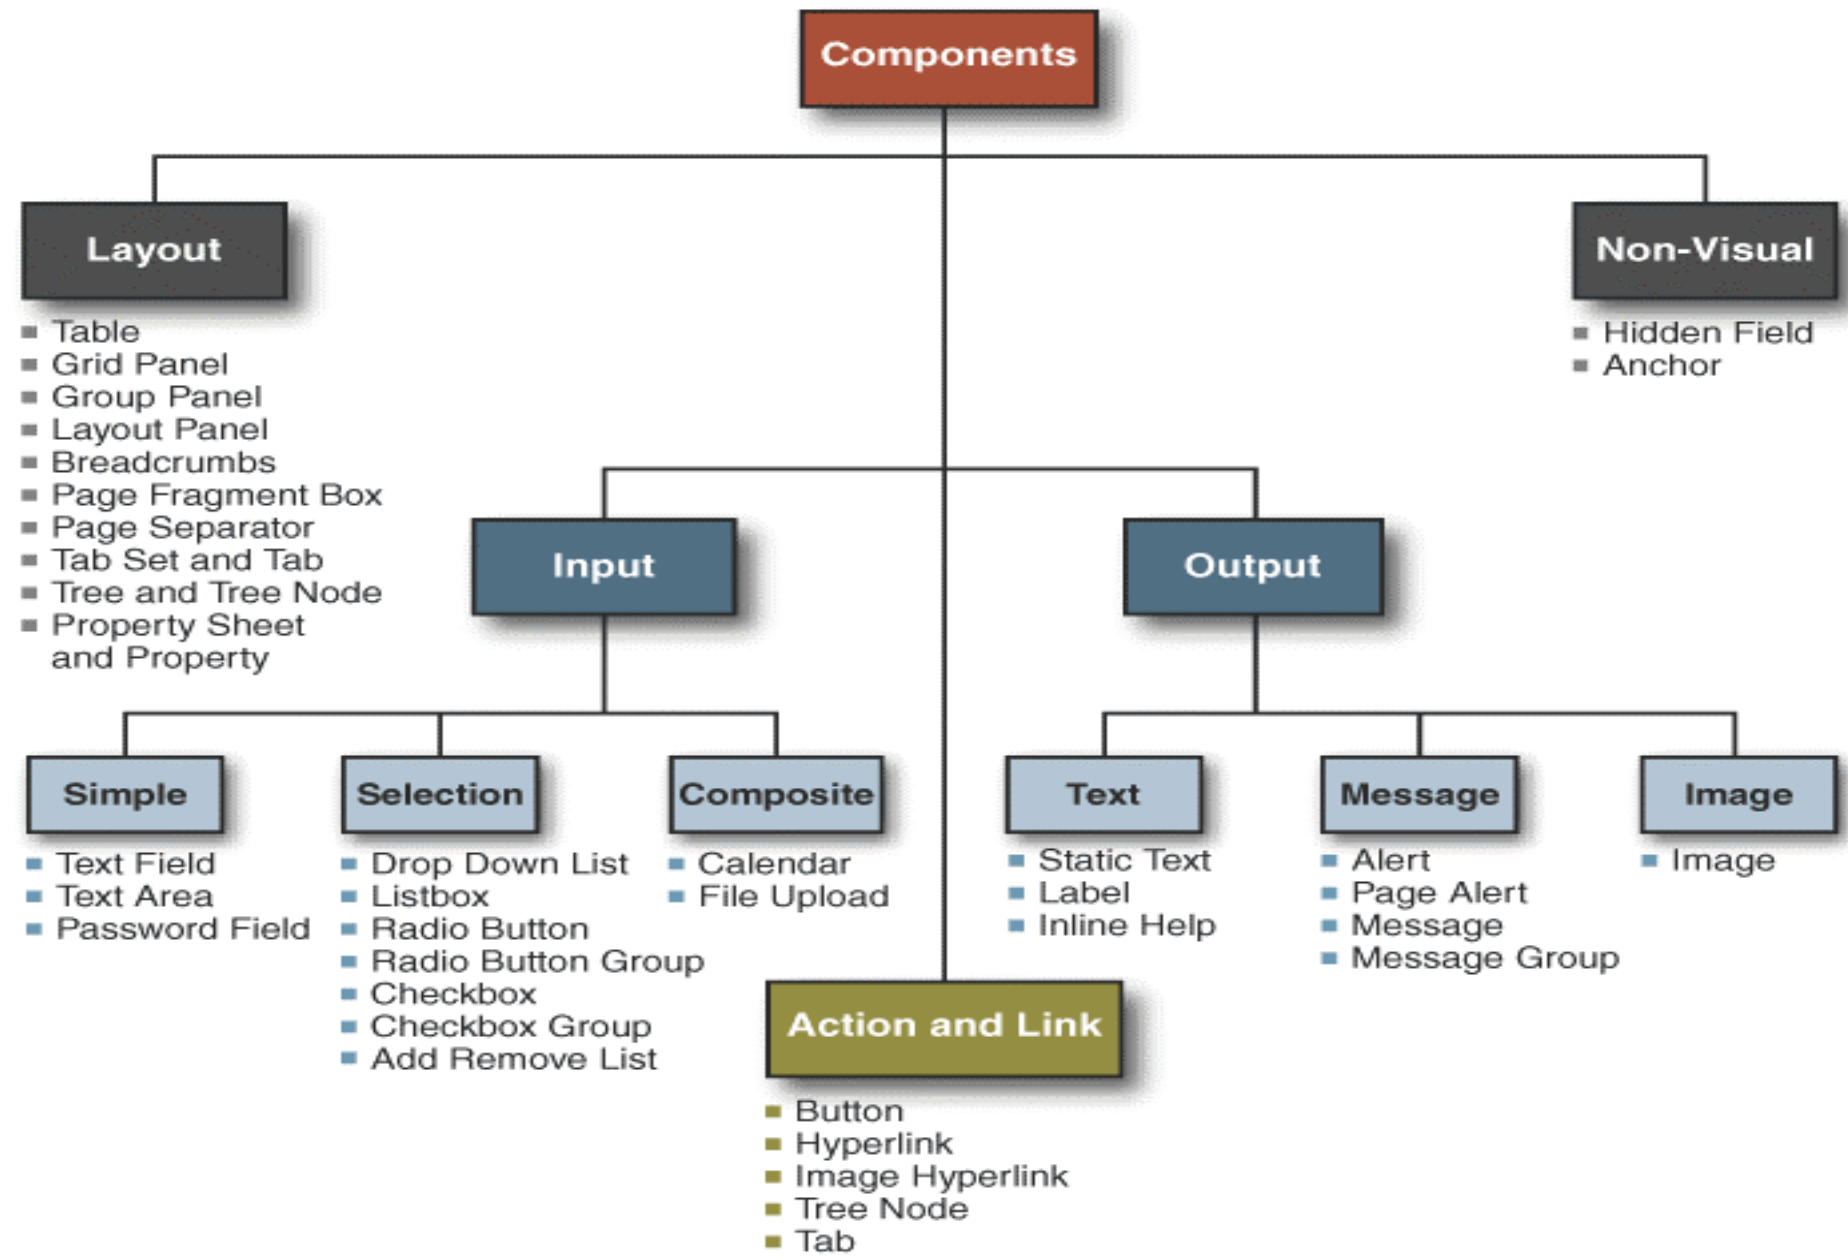 Components
Layout
Table
Grid Panel
Group Panel
Layout Panel
Breadcrumbs
Page Fragment Box
Page Separator
Tab Set and Tab
Tree and Tree Node
Property Sheet
and Property
Non-Visual
Hidden Field
Anchor
Input
Output
Simple
Text Field
Text Area
Password Field
Selection
Drop Down List
Listbox
Radio Button
Radio Button Group
Checkbox
Checkbox Group
Add Remove List
Composite
Calendar
File Upload
Text
Static Text
Label
Inline Help
Message
Alert
Page Alert
Message
Message Group
Image
Image
Action and Link
Button
Hyperlink
Image Hyperlink
Tree Node
Tab